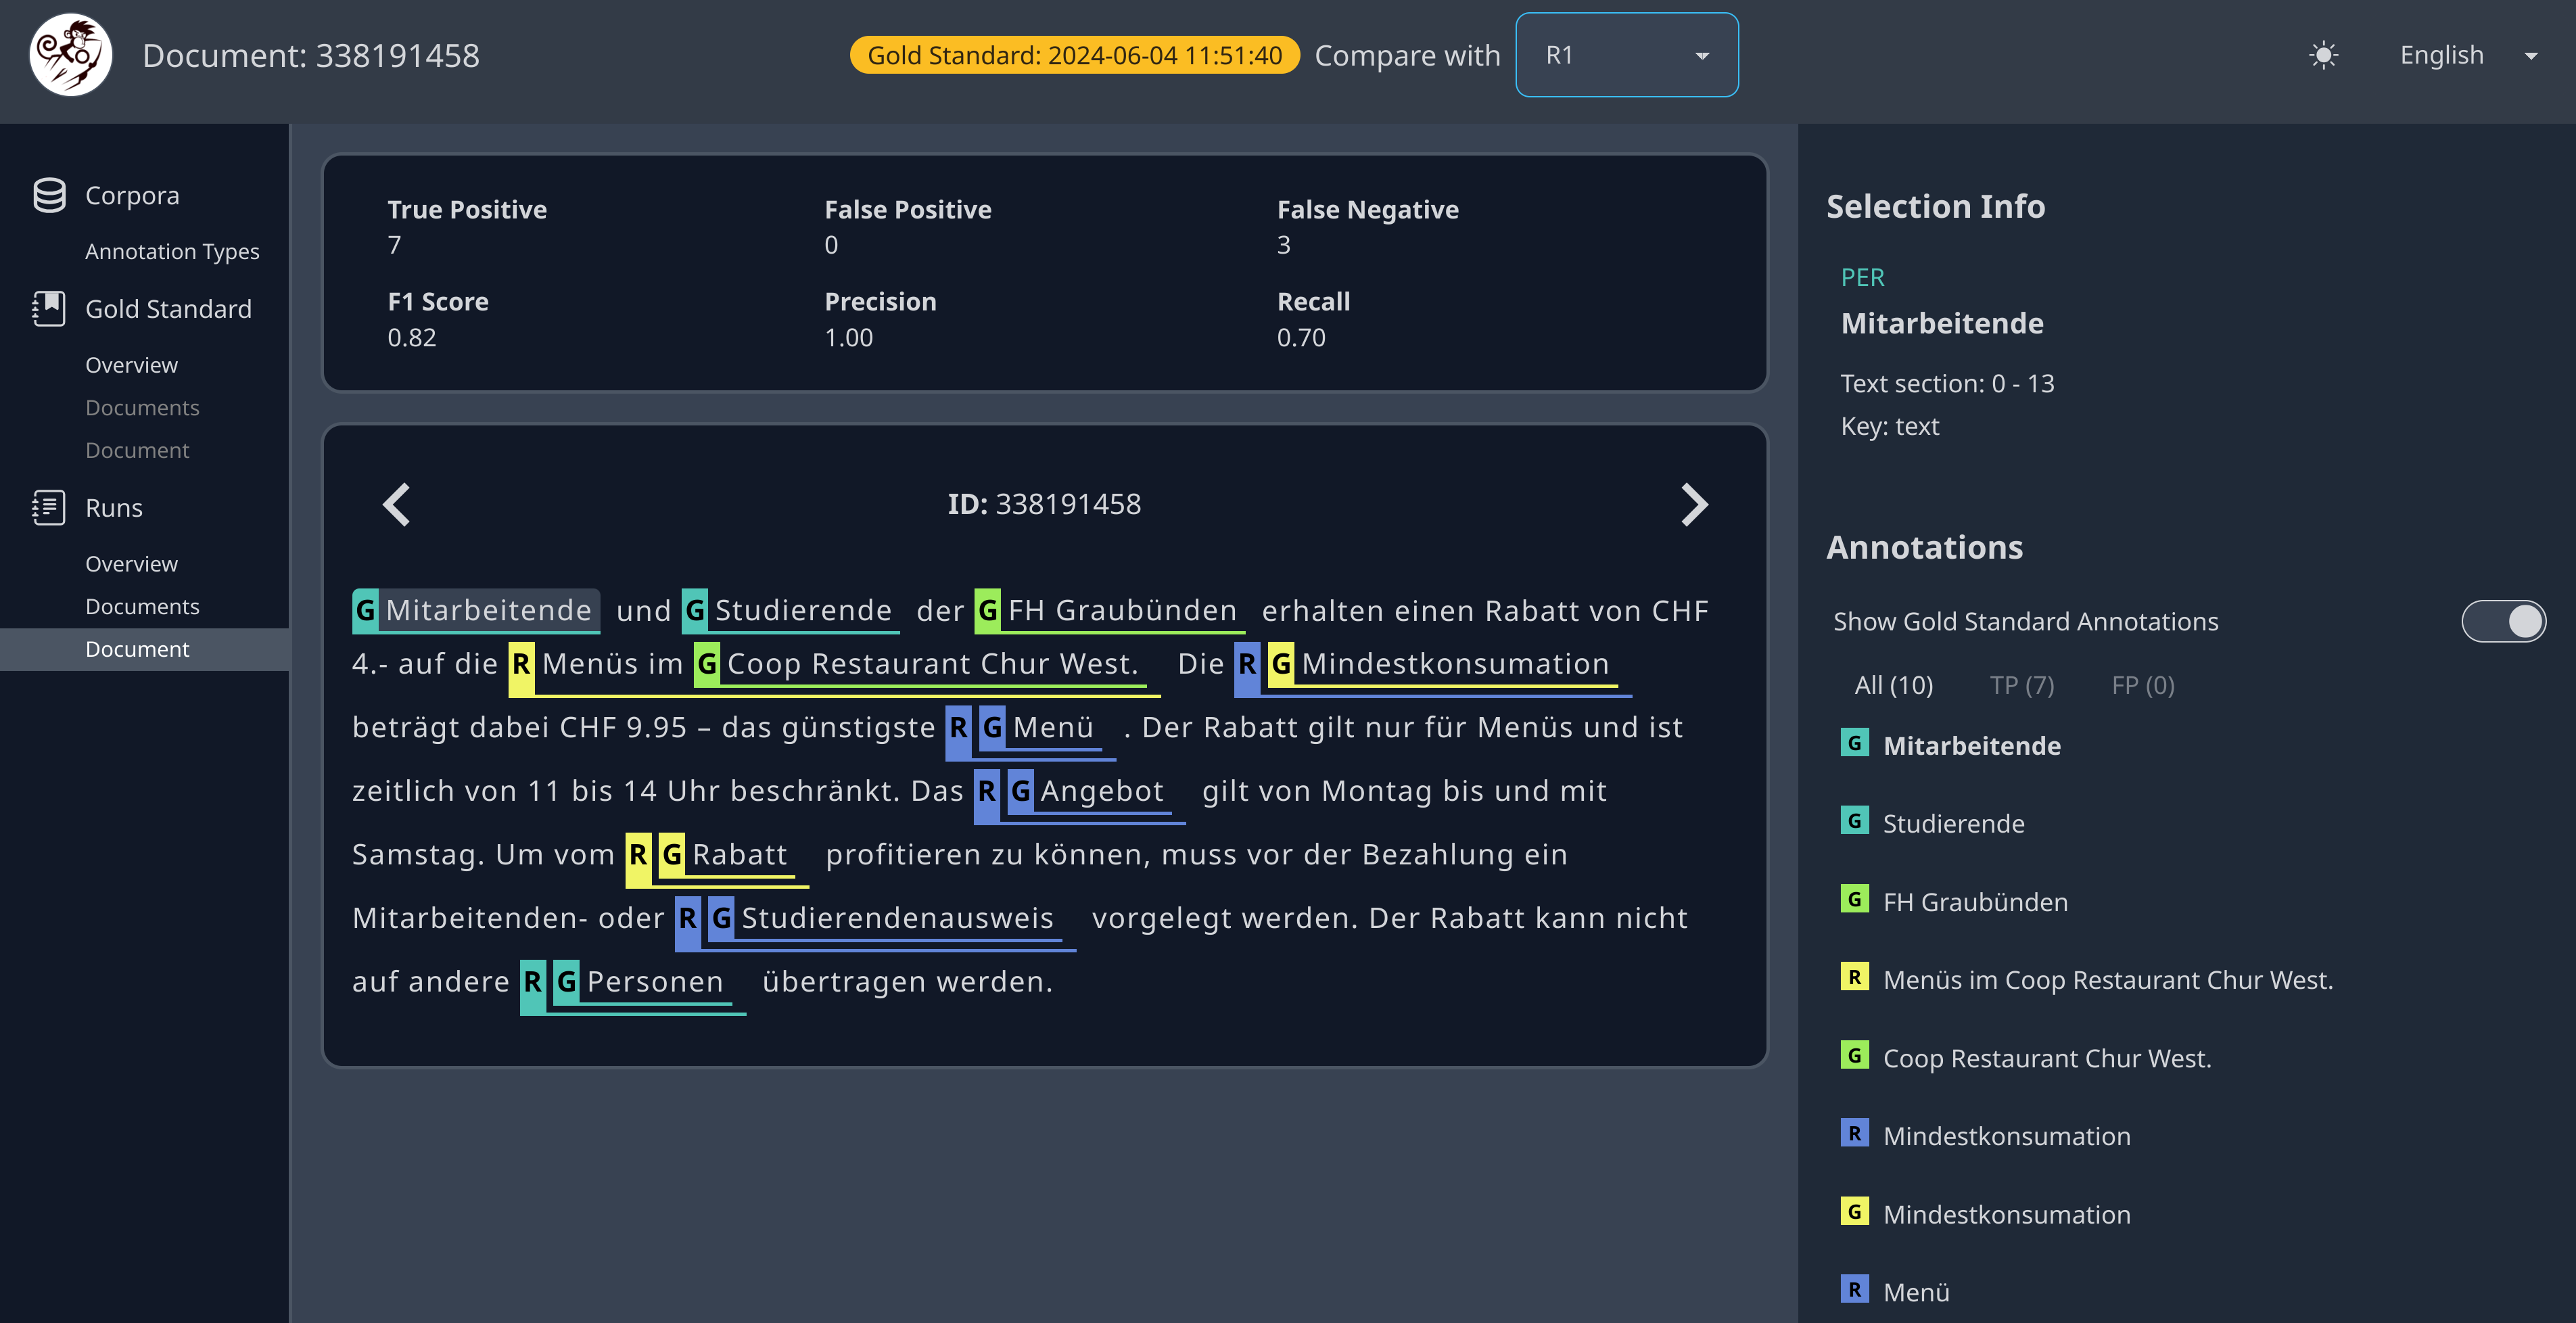 Document: 338191458
Gold Standard: 2024-06-04 11:51:40 Compare with R1
English
Corpora
Annotation Types
Gold Standard
Overview
Documents
Document
Runs
Overview
Documents
Document
True Positive False Positive False Negative
7 0 3
F1 Score Precision Recall
0.82 1.00 0.70
ID: 338191458
G Mitarbeitende und G Studierende der G FH Graubünden erhalten einen Rabatt von CHF
4.- auf die R Menüs im G Coop Restaurant Chur West. Die R G Mindestkonsumation
beträgt dabei CHF 9.95 – das günstigste R G Menü . Der Rabatt gilt nur für Menüs und ist
zeitlich von 11 bis 14 Uhr beschränkt. Das R G Angebot gilt von Montag bis und mit
Samstag. Um vom R G Rabatt profitieren zu können, muss vor der Bezahlung ein
Mitarbeitenden- oder R G Studierendenausweis vorgelegt werden. Der Rabatt kann nicht
auf andere R G Personen übertragen werden.
Selection Info
PER
Mitarbeitende
Text section: 0 - 13
Key: text
Annotations
Show Gold Standard Annotations
All (10) TP (7) FP (0)
G Mitarbeitende
G Studierende
G FH Graubünden
R Menüs im Coop Restaurant Chur West.
G Coop Restaurant Chur West.
R Mindestkonsumation
G Mindestkonsumation
R Menü